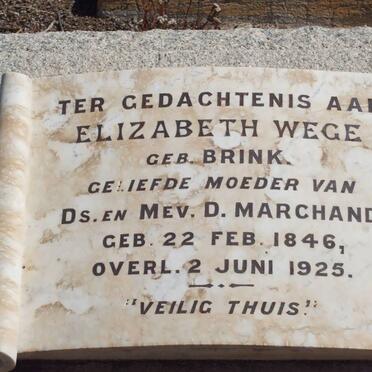 TER GEDACHTENIS AAN
ELIZABETH WEGE
GEB. BRINK.
GELIEFDE MOEDER VAN
DS. EN MEV. D. MARCHAND
GEB. 22 FEB. 1846,
OVERL. 2 JUNI 1925.
"VEILIG THUIS".